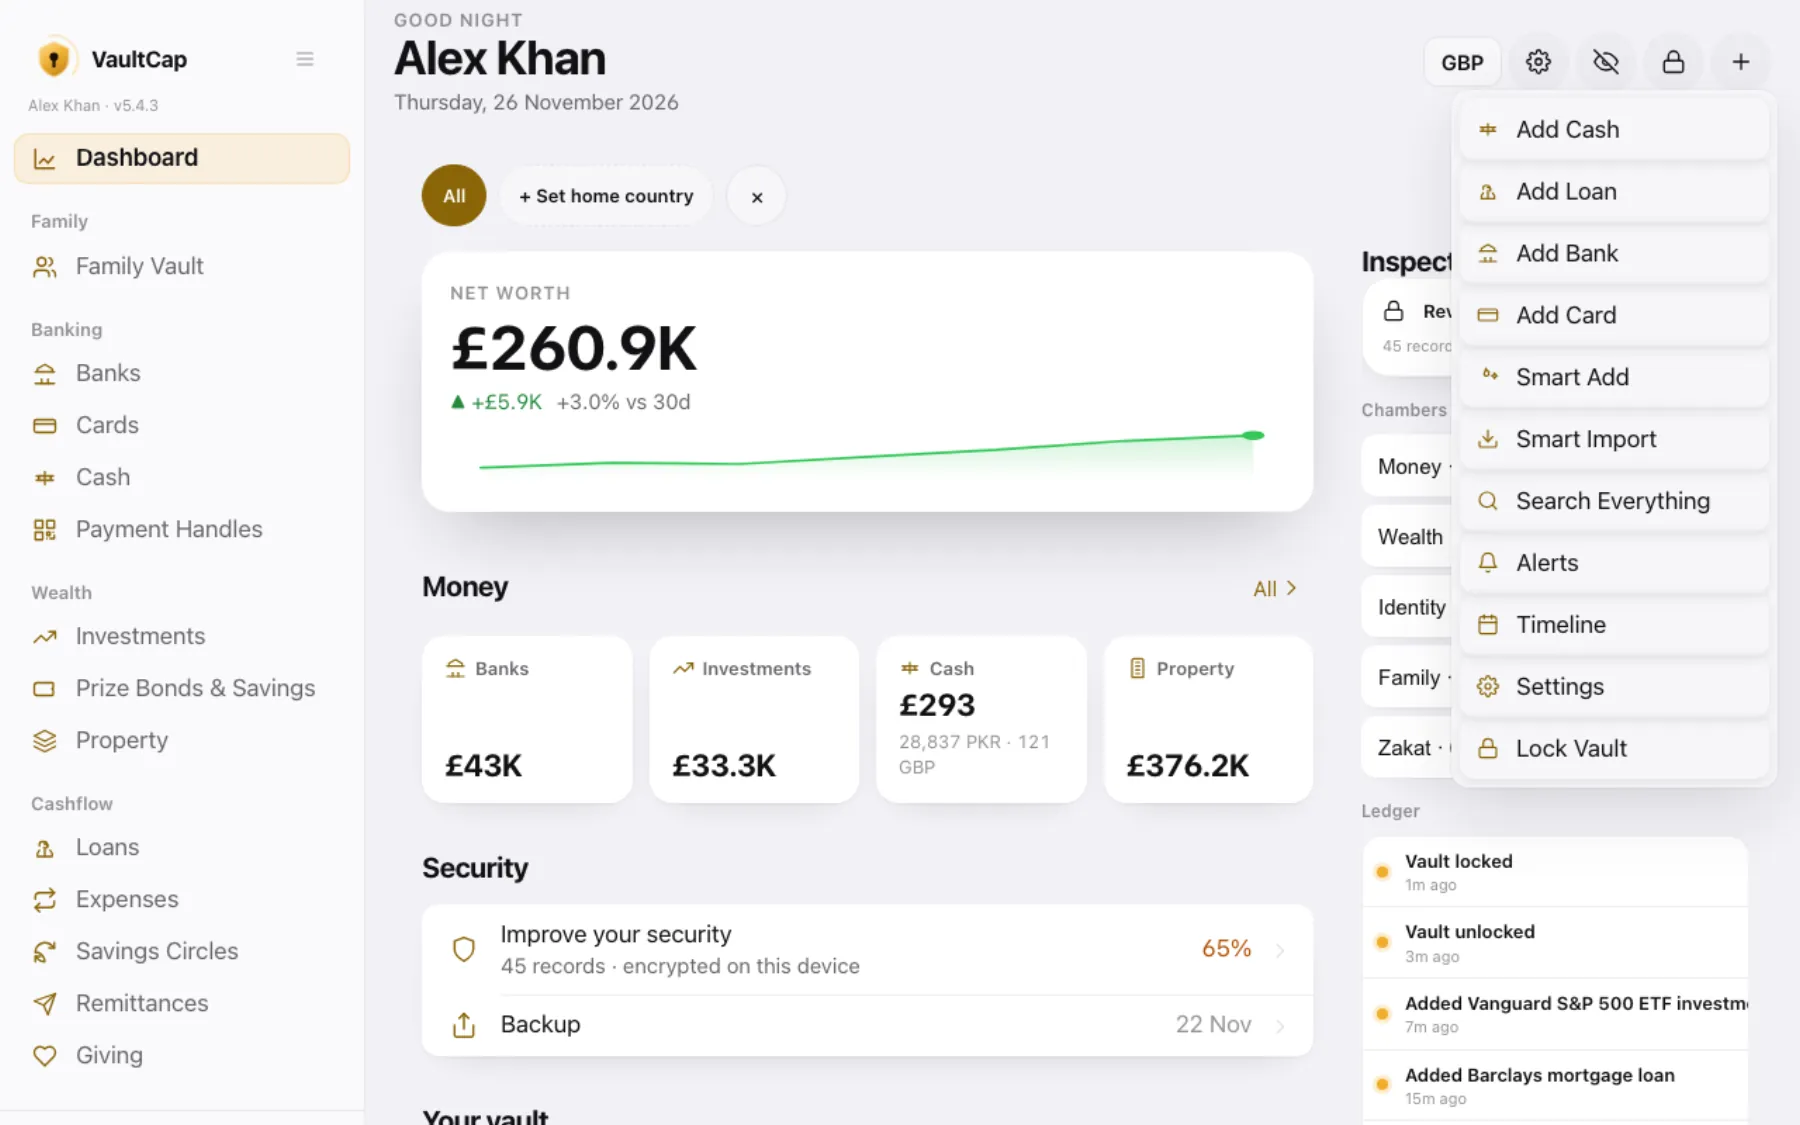 VaultCap
Alex Khan · v5.4.3
Dashboard
Family
Family Vault
Banking
Banks
Cards
Cash
Payment Handles
Wealth
Investments
Prize Bonds & Savings
Property
Cashflow
Loans
Expenses
Savings Circles
Remittances
Giving
GOOD NIGHT
Alex Khan
Thursday, 26 November 2026
GBP
All
+ Set home country
×
NET WORTH
£260.9K
▲ +£5.9K +3.0% vs 30d
Money
All >
Banks
£43K
Investments
£33.3K
Cash
£293
28,837 PKR · 121
GBP
Property
£376.2K
Security
Improve your security
45 records · encrypted on this device
65%
Backup
22 Nov
Your vault
Inspect
Rev
45 record
Chambers
Money ·
Wealth
Identity
Family ·
Zakat ·
Add Cash
Add Loan
Add Bank
Add Card
Smart Add
Smart Import
Search Everything
Alerts
Timeline
Settings
Lock Vault
Ledger
Vault locked
1m ago
Vault unlocked
3m ago
Added Vanguard S&P 500 ETF investm
7m ago
Added Barclays mortgage loan
15m ago